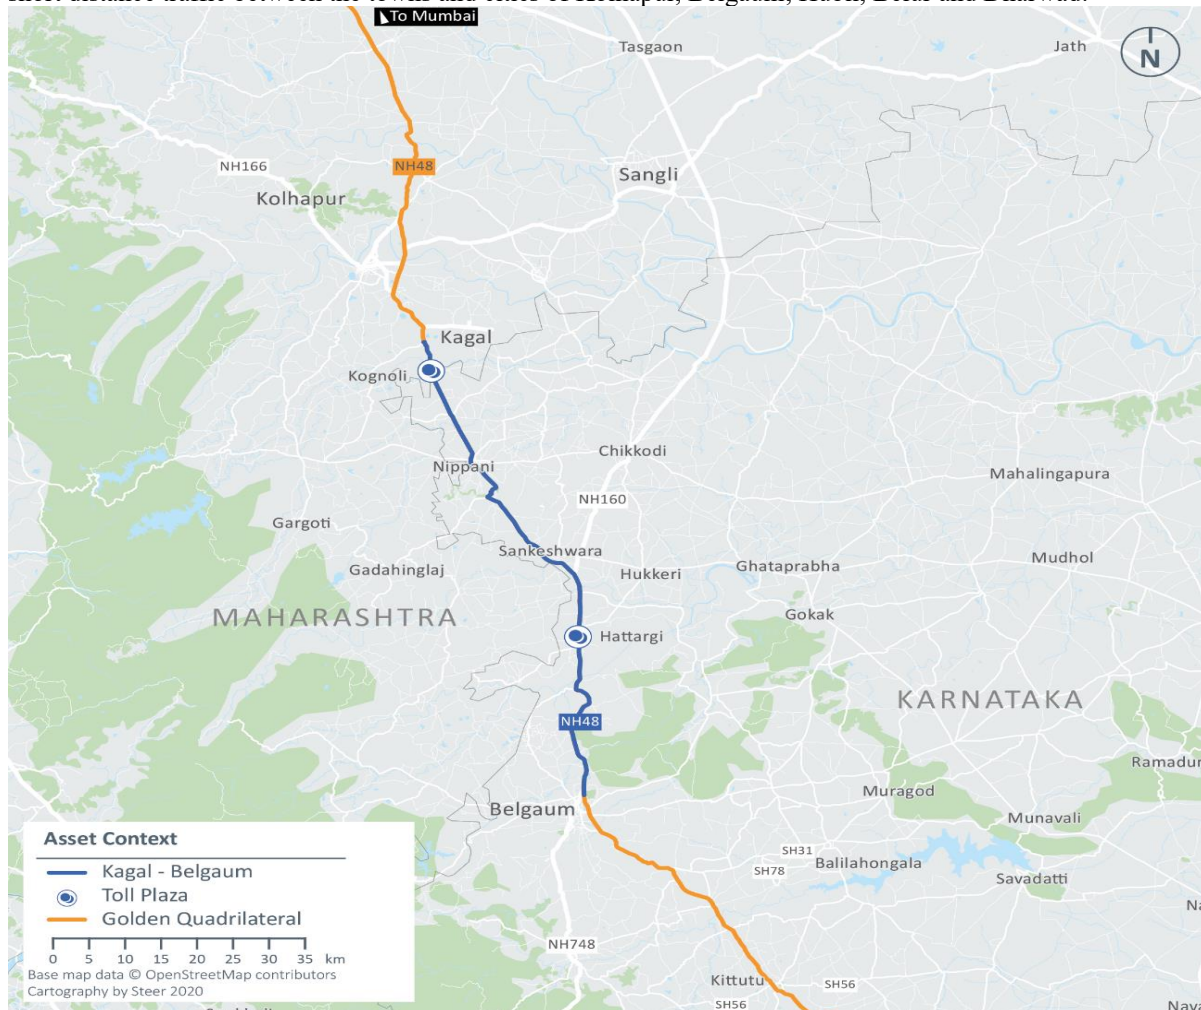 To Mumbai
Tasgaon
Jath
N
NH166
NH48
Sangli
Kolhapur
Kagal
Kognoli
Chikkodi
Nippani
Mahalingapura
NH160
Gargoti
Sankeshwara
Mudhol
Gadahinglaj
Hukkeri
Ghataprabha
MAHARASHTRA
Gokak
Hattargi
KARNATAKA
NH48
Ramadur
Muragod
Belgaum
Munavali
Asset Context
SH31
Balilahongala
SH78
Kagal - Belgaum
Savadatti
Toll Plaza
Na
Golden Quadrilateral
NH748
0 5 10 15 20 25 30 35 km
Base map data © OpenStreetMap contributors
Kittutu
SH56
Cartography by Steer 2020
SH56
Nava